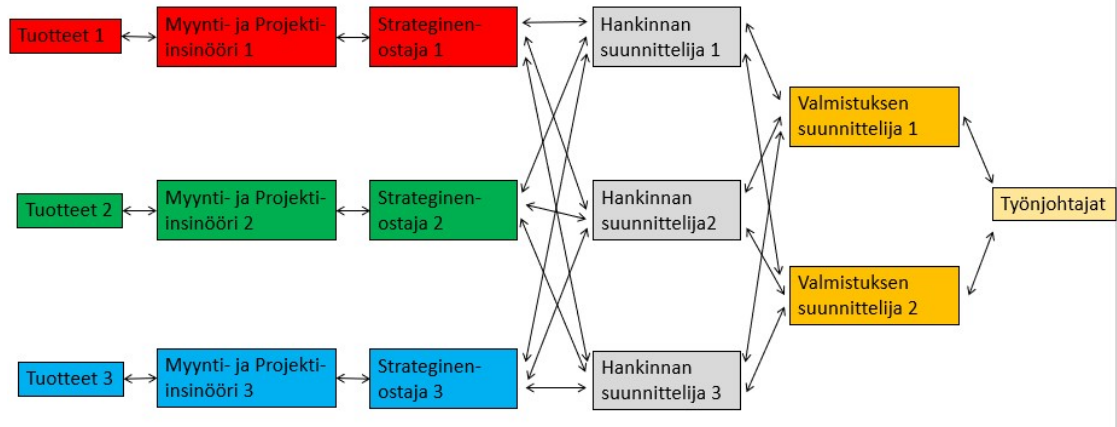 Tuotteet 1
Myynti- ja Projekti-
insinööri 1
Strateginen-
ostaja 1
Hankinnan
suunnittelija 1
Valmistuksen
suunnittelija 1
Tuotteet 2
Myynti- ja Projekti-
insinööri 2
Strateginen-
ostaja 2
Hankinnan
suunnittelija2
Työnjohtajat
Valmistuksen
suunnittelija 2
Tuotteet 3
Myynti- ja Projekti-
insinööri 3
Strateginen-
ostaja 3
Hankinnan
suunnittelija 3